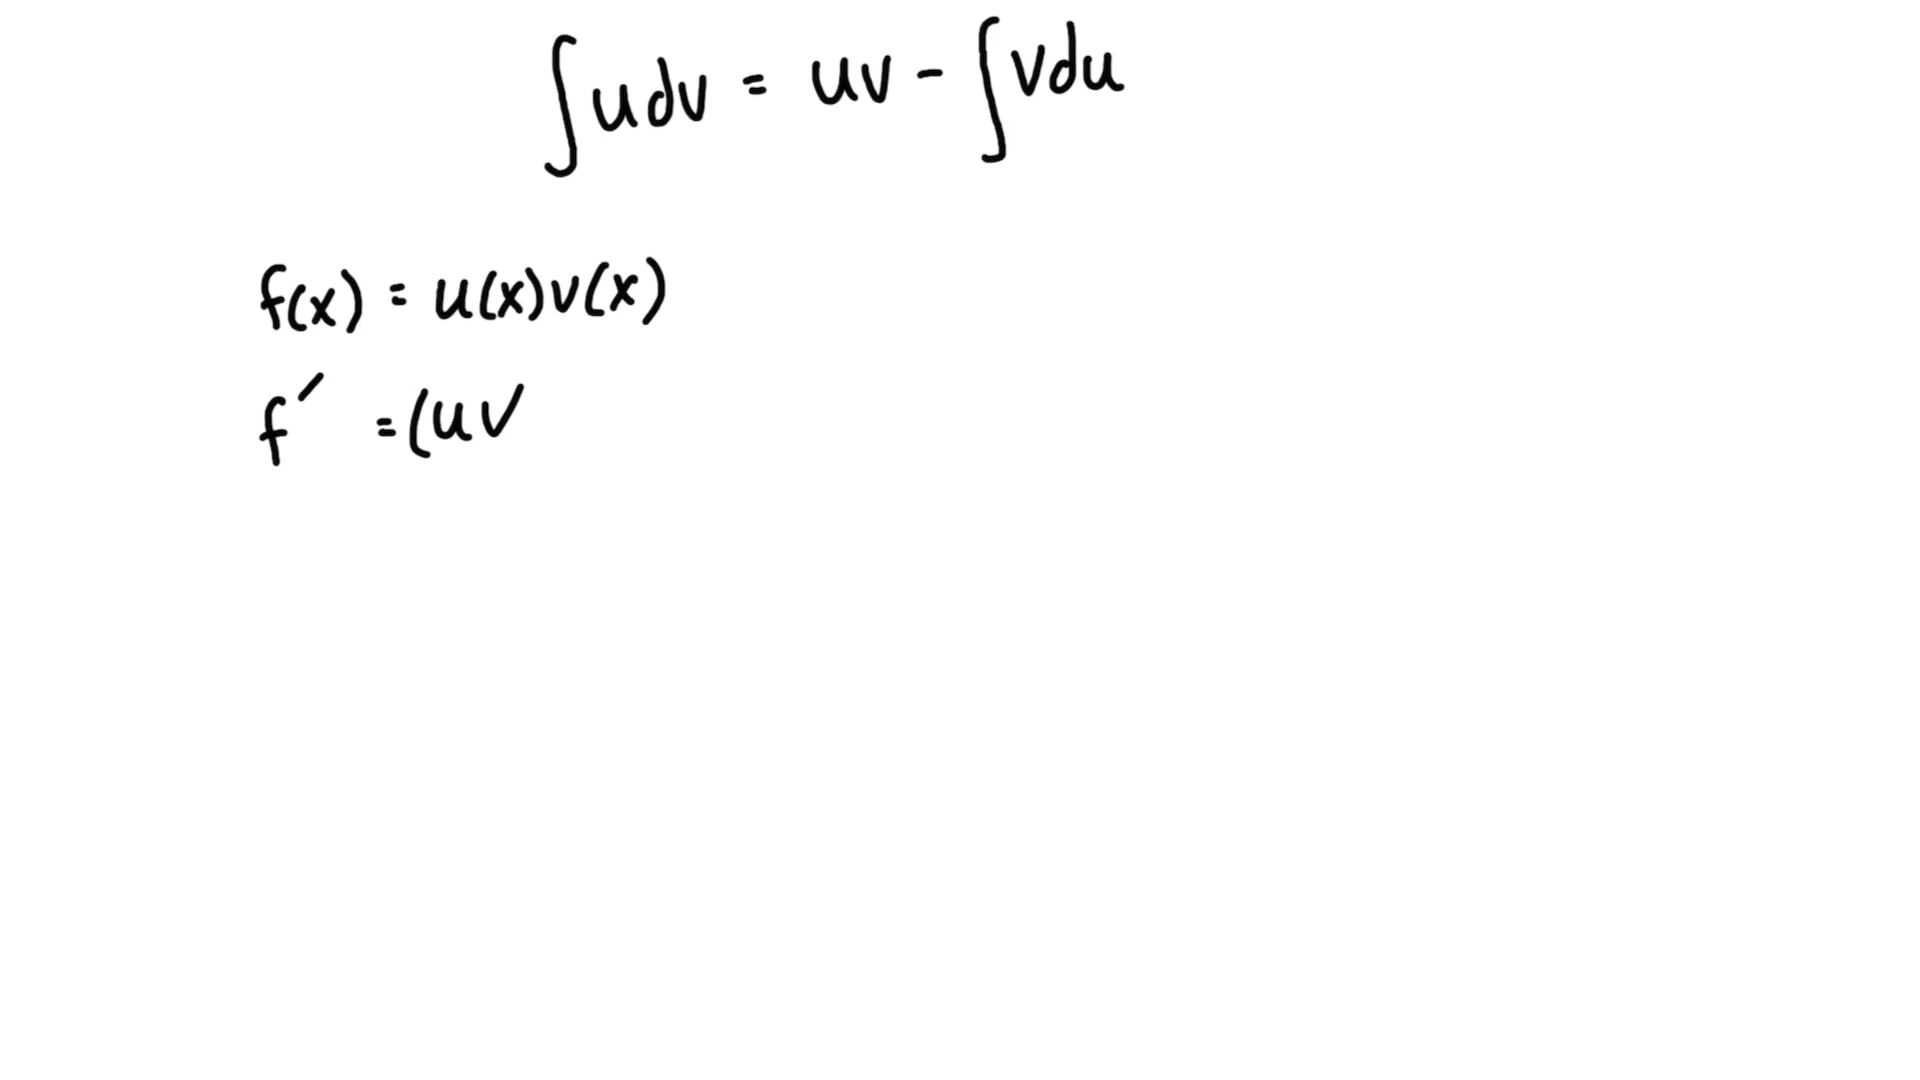 ∫udv = uv - ∫vdu
f(x) = u(x)v(x)
f′ = (uv